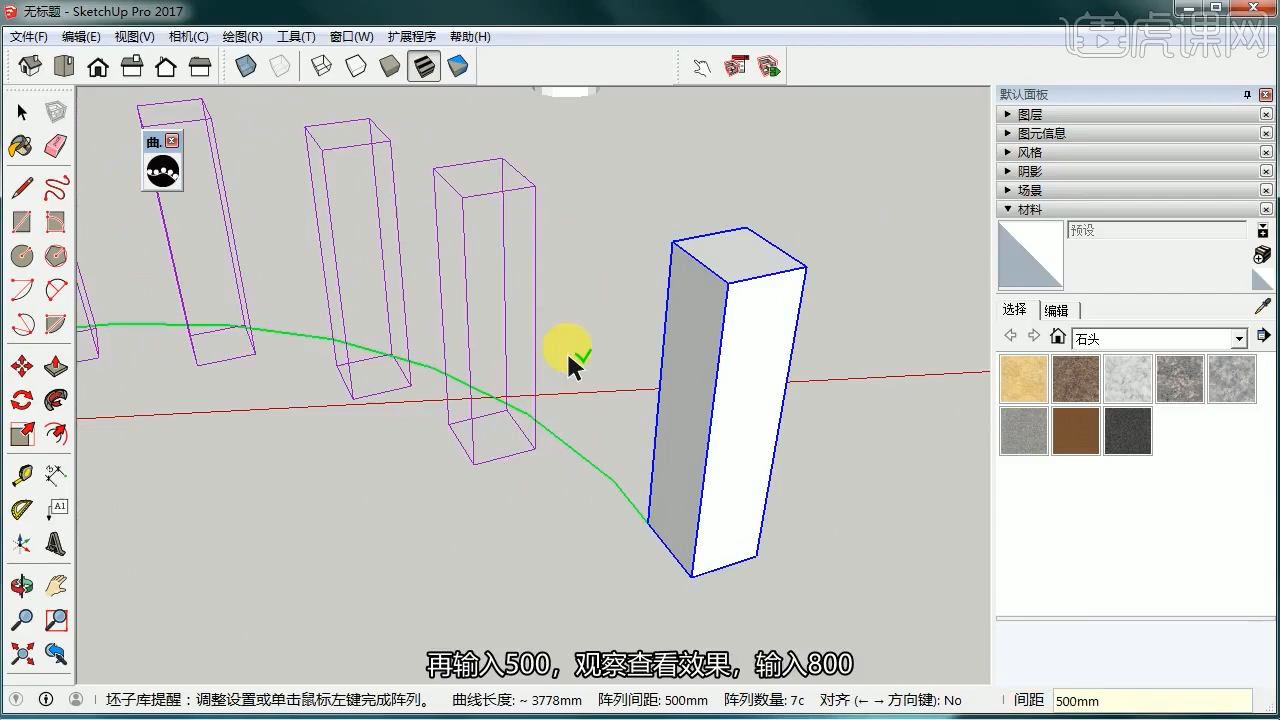 无标题 - SketchUp Pro 2017
虎课网
文件(F) 编辑(E) 视图(V) 相机(C) 绘图(R) 工具(T) 窗口(W) 扩展程序 帮助(H)
默认面板
图层
图元信息
风格
阴影
场景
材料
曲.
预设
选择 编辑
石头
A1
再输入500，观察查看效果，输入800
坯子库提醒：调整设置或单击鼠标左键完成阵列。 曲线长度: ~ 3778mm 阵列间距: 500mm 阵列数量: 7c 对齐 (← → 方向键): No 间距 500mm